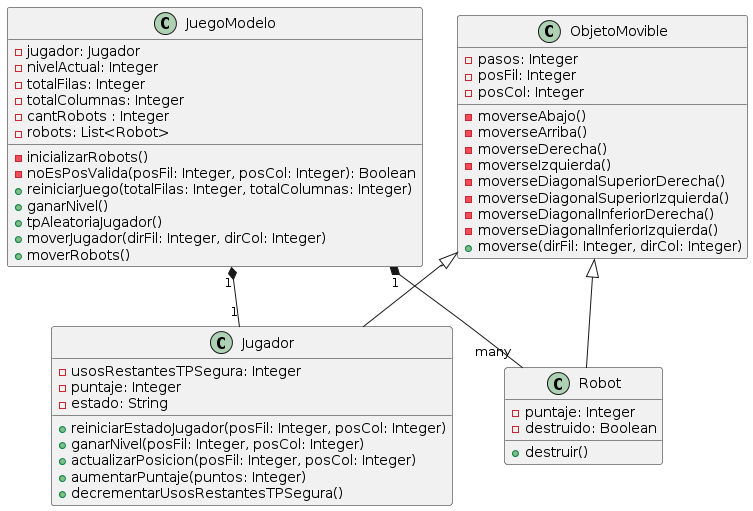 C JuegoModelo
jugador: Jugador
nivelActual: Integer
totalFilas: Integer
totalColumnas: Integer
cantRobots : Integer
robots: List<Robot>
inicializarRobots()
noEsPosValida(posFil: Integer, posCol: Integer): Boolean
reiniciarJuego(totalFilas: Integer, totalColumnas: Integer)
ganarNivel()
tpAleatoriaJugador()
moverJugador(dirFil: Integer, dirCol: Integer)
moverRobots()
C ObjetoMovible
pasos: Integer
posFil: Integer
posCol: Integer
moverseAbajo()
moverseArriba()
moverseDerecha()
moverseIzquierda()
moverseDiagonalSuperiorDerecha()
moverseDiagonalSuperiorIzquierda()
moverseDiagonalInferiorDerecha()
moverseDiagonalInferiorIzquierda()
moverse(dirFil: Integer, dirCol: Integer)
1
1
1
many
C Jugador
usosRestantesTPSegura: Integer
puntaje: Integer
estado: String
reiniciarEstadoJugador(posFil: Integer, posCol: Integer)
ganarNivel(posFil: Integer, posCol: Integer)
actualizarPosicion(posFil: Integer, posCol: Integer)
aumentarPuntaje(puntos: Integer)
decrementarUsosRestantesTPSegura()
C Robot
puntaje: Integer
destruido: Boolean
destruir()